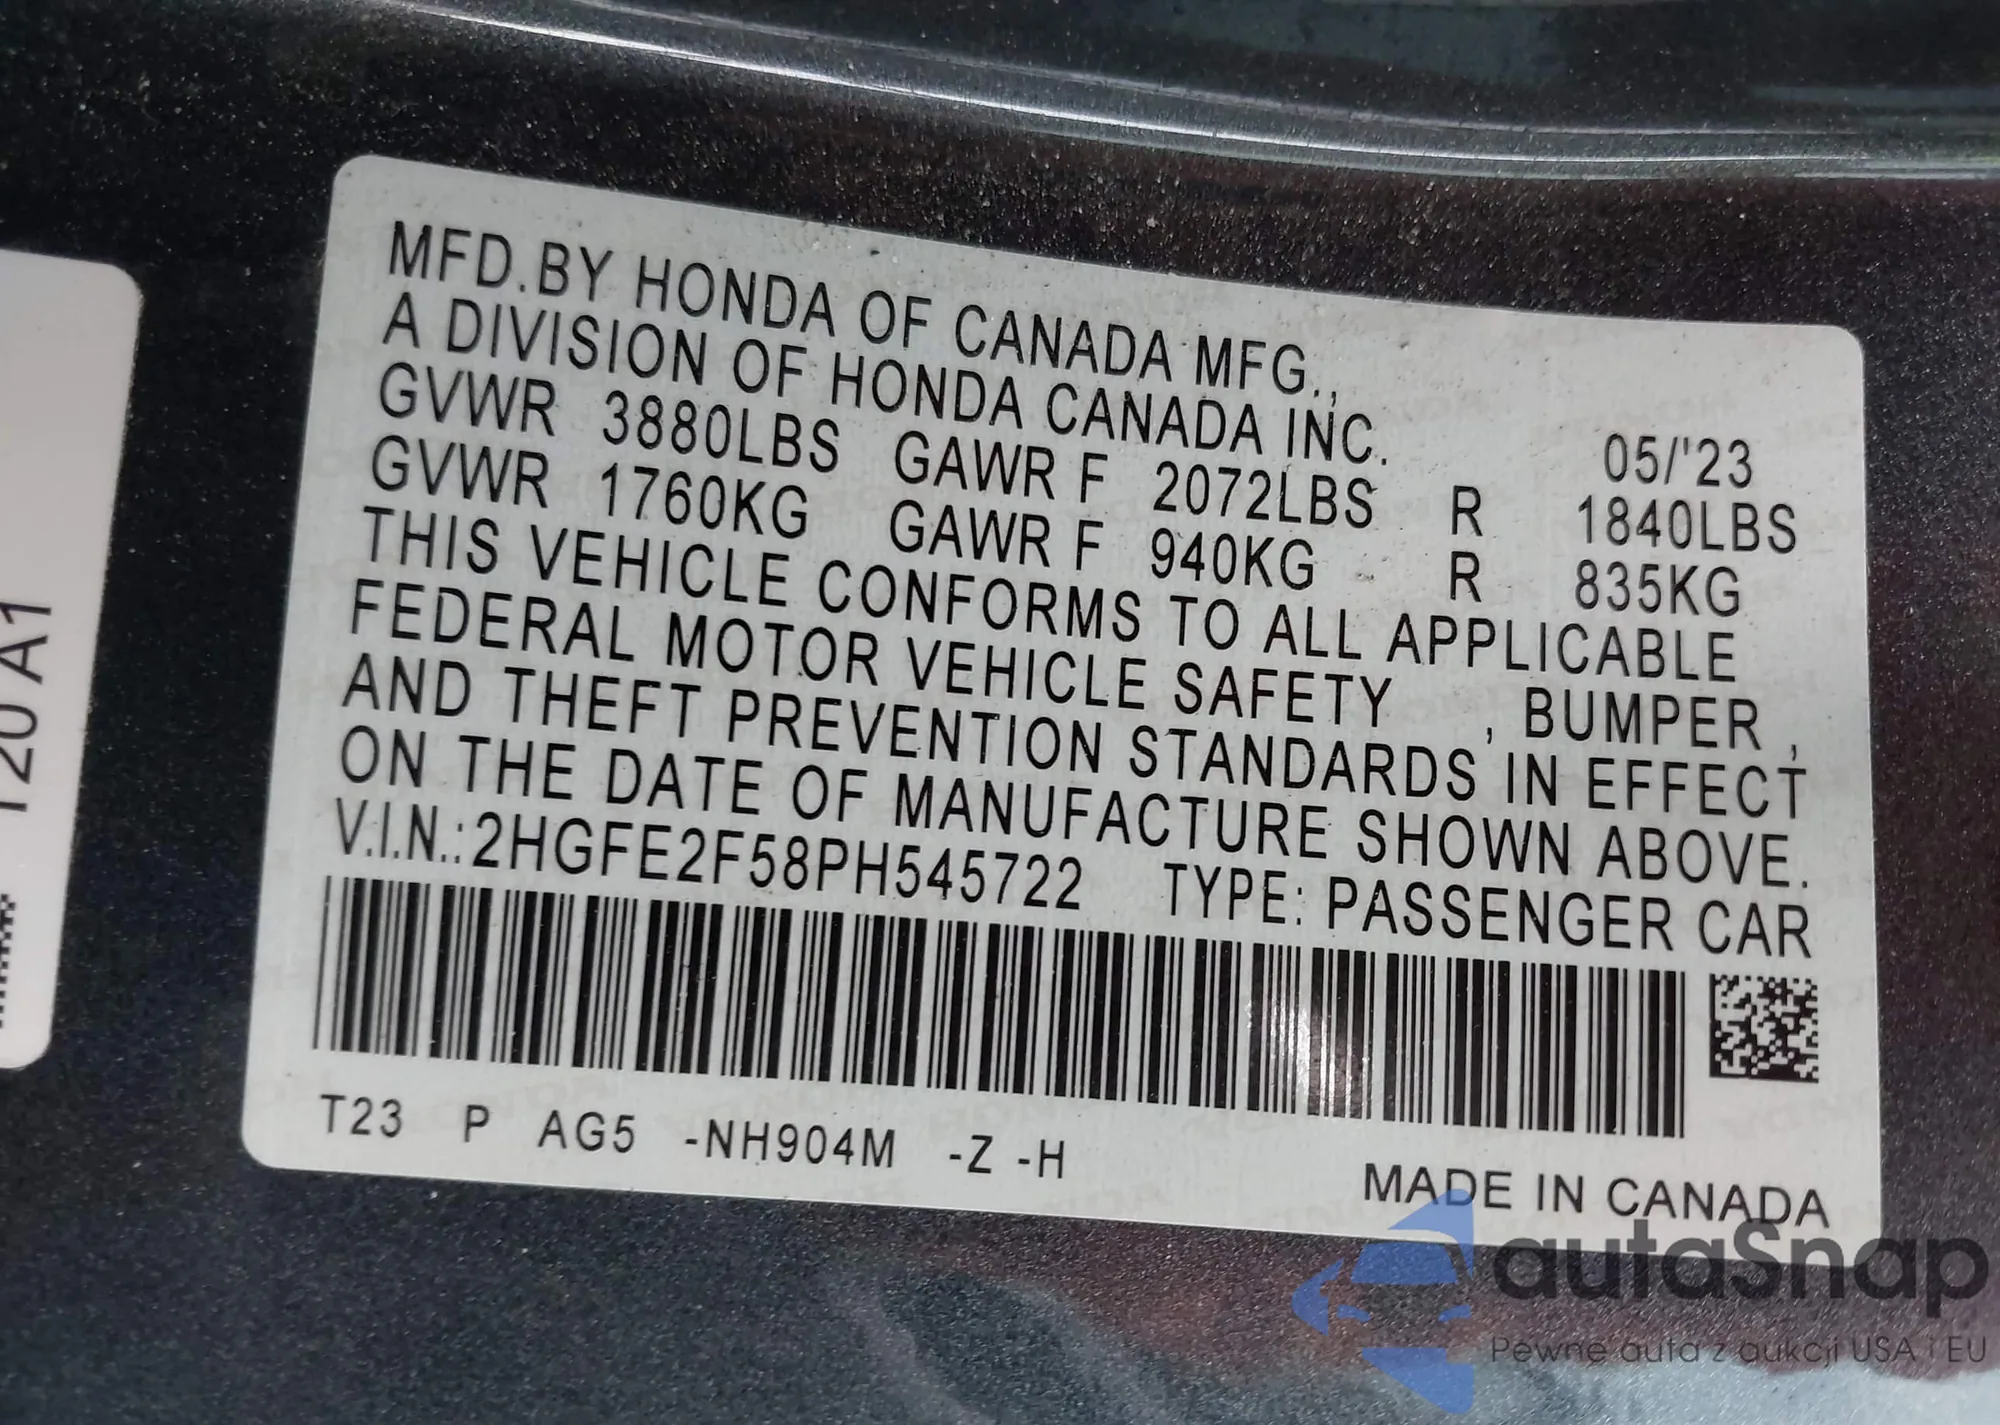 MFD.BY HONDA OF CANADA MFG.,
A DIVISION OF HONDA CANADA INC. 05/'23
GVWR 3880LBS GAWR F 2072LBS R 1840LBS
GVWR 1760KG GAWR F 940KG R 835KG
THIS VEHICLE CONFORMS TO ALL APPLICABLE
FEDERAL MOTOR VEHICLE SAFETY , BUMPER ,
AND THEFT PREVENTION STANDARDS IN EFFECT
ON THE DATE OF MANUFACTURE SHOWN ABOVE.
V.I.N.:2HGFE2F58PH545722 TYPE: PASSENGER CAR
T23 P AG5 -NH904M -Z -H
MADE IN CANADA
120 A1
autaSnap
Pewne auta z aukcji USA i EU